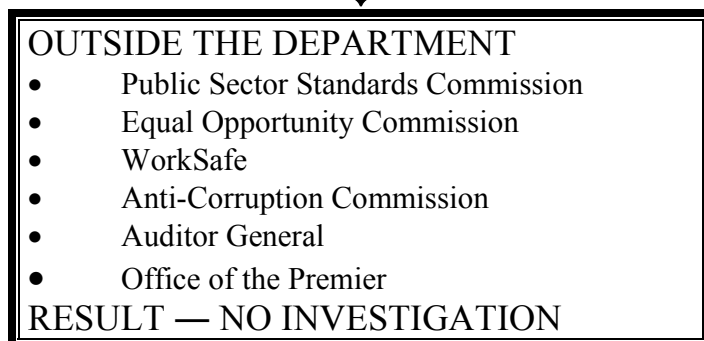 OUTSIDE THE DEPARTMENT
• Public Sector Standards Commission
• Equal Opportunity Commission
• WorkSafe
• Anti-Corruption Commission
• Auditor General
• Office of the Premier
RESULT — NO INVESTIGATION